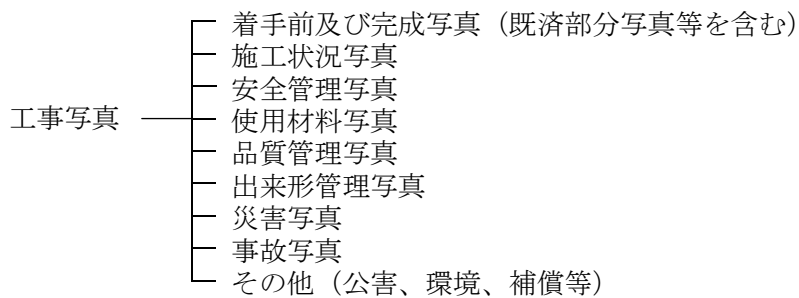 着手前及び完成写真（既済部分写真等を含む）
施工状況写真
安全管理写真
工事写真
使用材料写真
品質管理写真
出来形管理写真
災害写真
事故写真
その他（公害、環境、補償等）